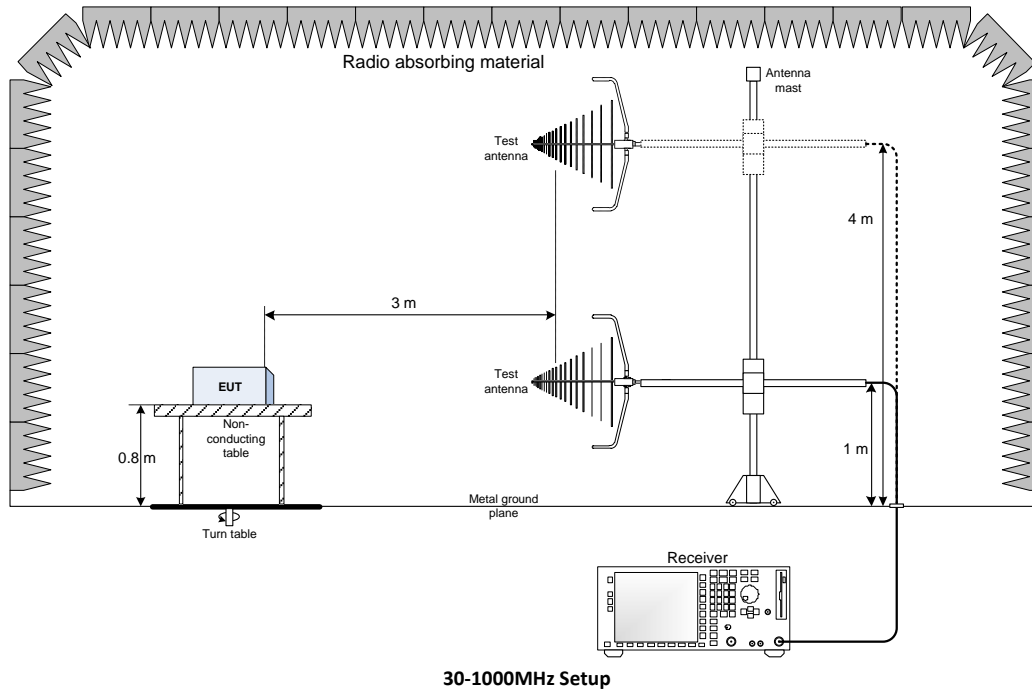 Radio absorbing material
Antenna
mast
Test
antenna
4 m
3 m
Test
antenna
EUT
Non-
conducting
table
0.8 m
1 m
Metal ground
plane
Turn table
Receiver
30-1000MHz Setup